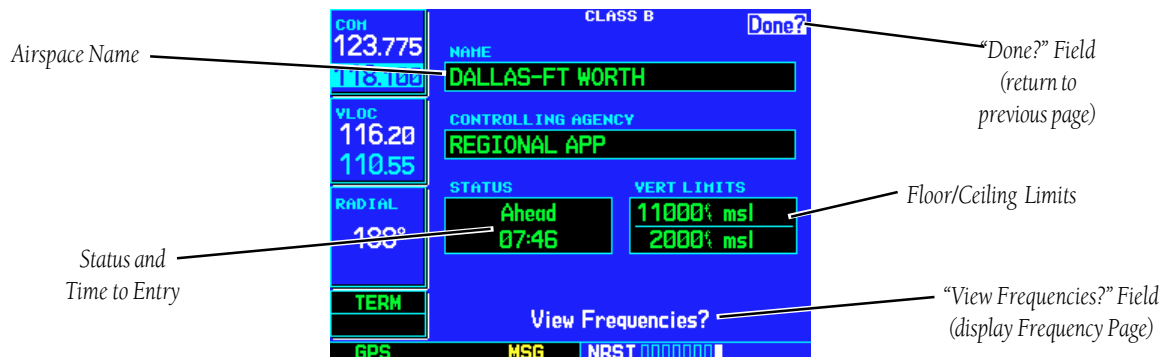 CLASS B
Done?
COM
123.775
118.100
VLOC
116.20
110.55
RADIAL
188°
TERM
GPS
MSG
NRST
NAME
DALLAS-FT WORTH
CONTROLLING AGENCY
REGIONAL APP
STATUS
Ahead
07:46
VERT LIMITS
11000ft msl
2000ft msl
View Frequencies?
Airspace Name
Status and
Time to Entry
"Done?" Field
(return to
previous page)
Floor/Ceiling Limits
"View Frequencies?" Field
(display Frequency Page)